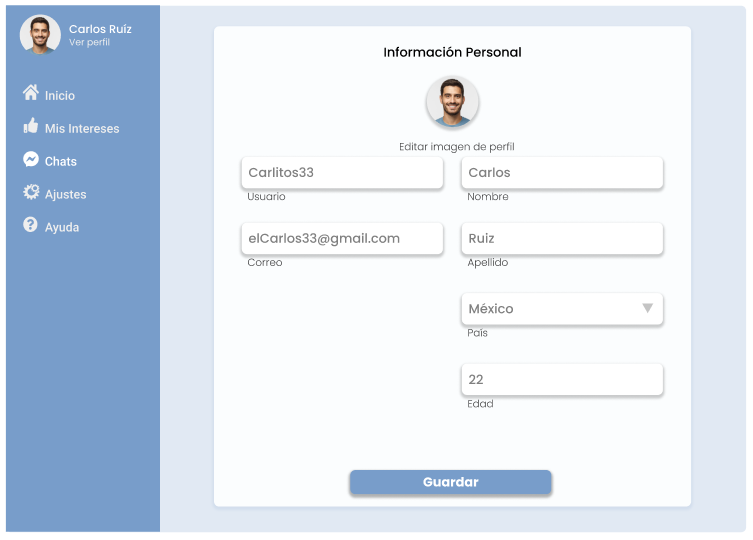 Carlos Ruiz
Ver perfil
Inicio
Mis Intereses
Chats
Ajustes
Ayuda
Información Personal
Editar imagen de perfil
Carlitos33
Usuario
Carlos
Nombre
elCarlos33@gmail.com
Correo
Ruiz
Apellido
México
País
22
Edad
Guardar